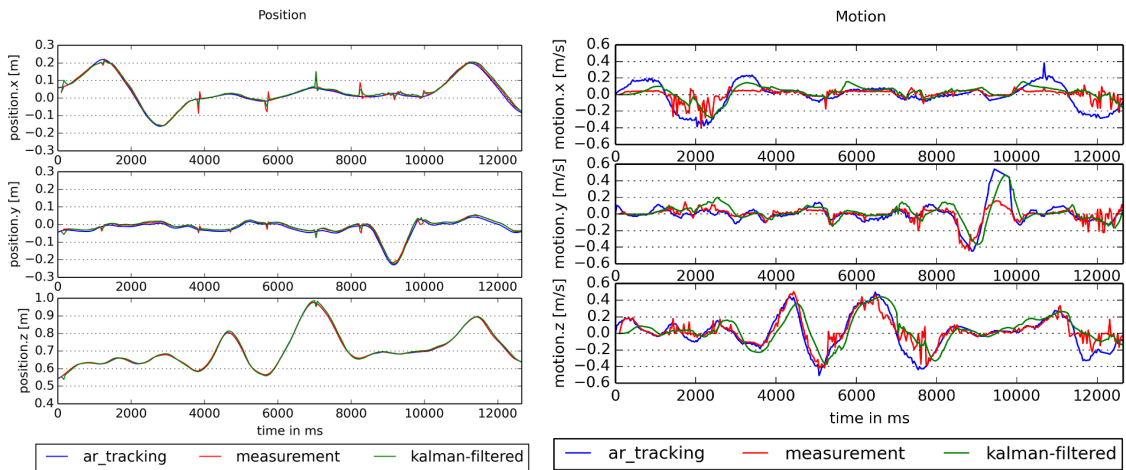 Position
0.3
0.2
0.1
0.0
−0.1
−0.2
−0.3
position.x [m]
0 2000 4000 6000 8000 10000 12000
0.3
0.2
0.1
0.0
−0.1
−0.2
−0.3
position.y [m]
0 2000 4000 6000 8000 10000 12000
1.0
0.9
0.8
0.7
0.6
0.5
0.4
position.z [m]
0 2000 4000 6000 8000 10000 12000
time in ms
ar_tracking measurement kalman-filtered
Motion
0.6
0.4
0.2
0.0
−0.2
−0.4
−0.6
motion.x [m/s]
0 2000 4000 6000 8000 10000 12000
0.6
0.4
0.2
0.0
−0.2
−0.4
−0.6
motion.y [m/s]
0 2000 4000 6000 8000 10000 12000
0.6
0.4
0.2
0.0
−0.2
−0.4
−0.6
motion.z [m/s]
0 2000 4000 6000 8000 10000 12000
time in ms
ar_tracking measurement kalman-filtered